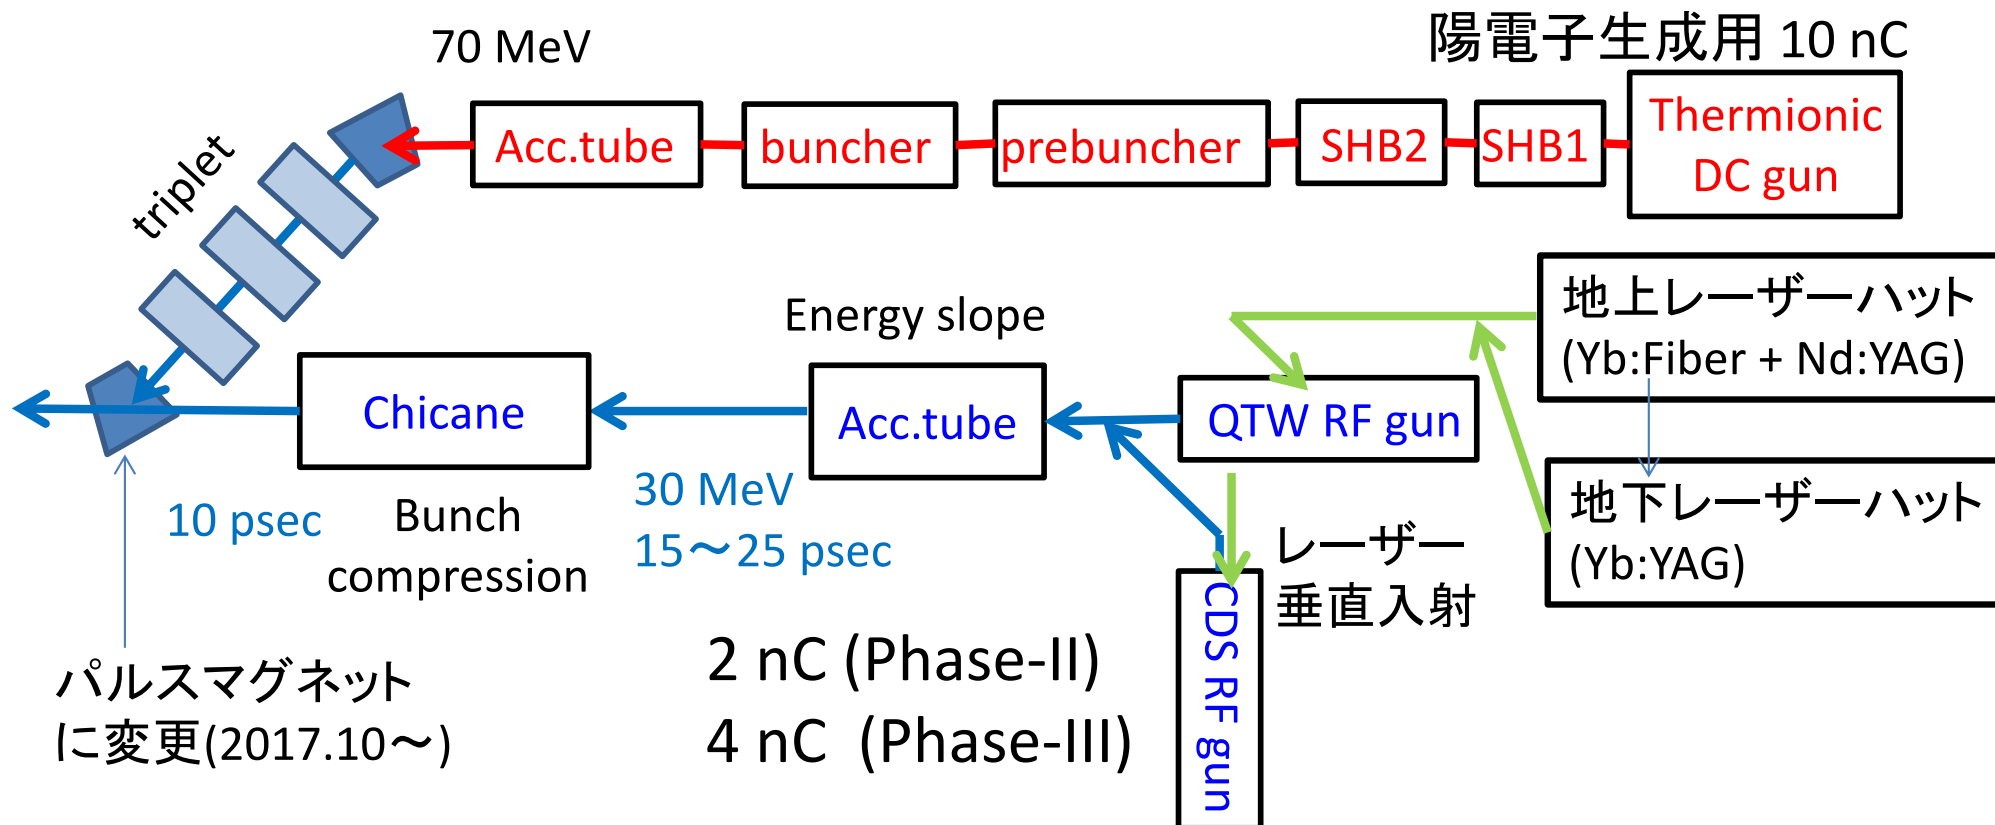 陽電子生成用 10 nC
70 MeV
Thermionic
DC gun
SHB1
SHB2
prebuncher
buncher
Acc.tube
triplet
地上レーザーハット
(Yb:Fiber + Nd:YAG)
Energy slope
QTW RF gun
Acc.tube
Chicane
地下レーザーハット
(Yb:YAG)
30 MeV
15～25 psec
10 psec
Bunch
compression
レーザー
垂直入射
CDS RF gun
2 nC (Phase-II)
4 nC (Phase-III)
パルスマグネット
に変更(2017.10～)